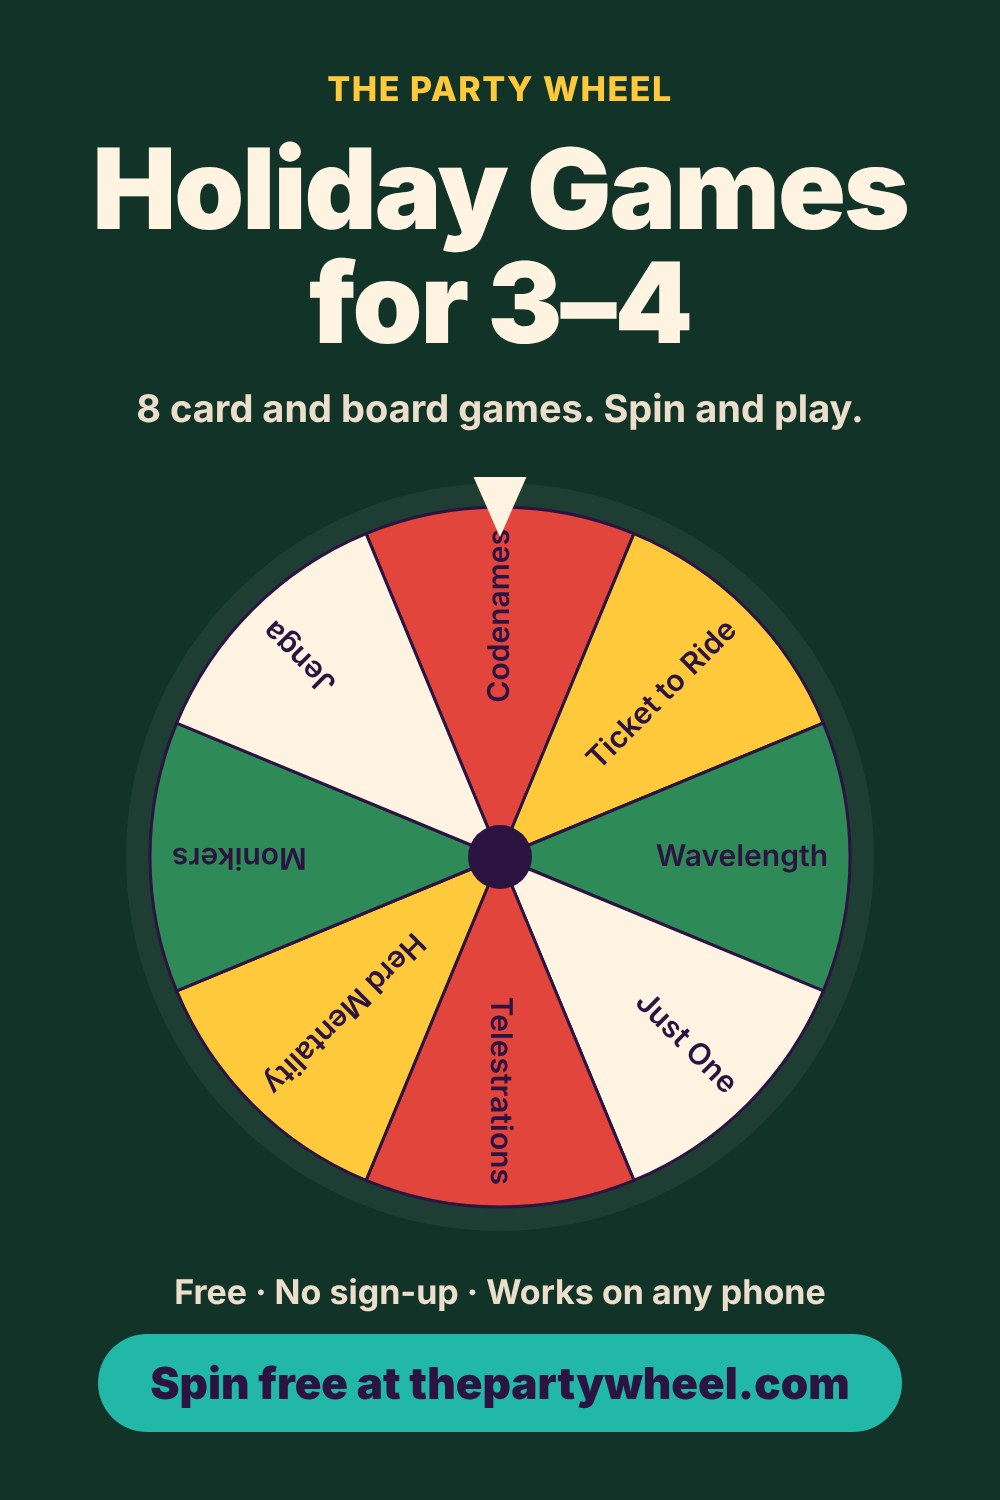 THE PARTY WHEEL
Holiday Games
for 3–4
8 card and board games. Spin and play.
Codenames
Ticket to Ride
Wavelength
Just One
Telestrations
Herd Mentality
Monikers
Jenga
Free · No sign-up · Works on any phone
Spin free at thepartywheel.com